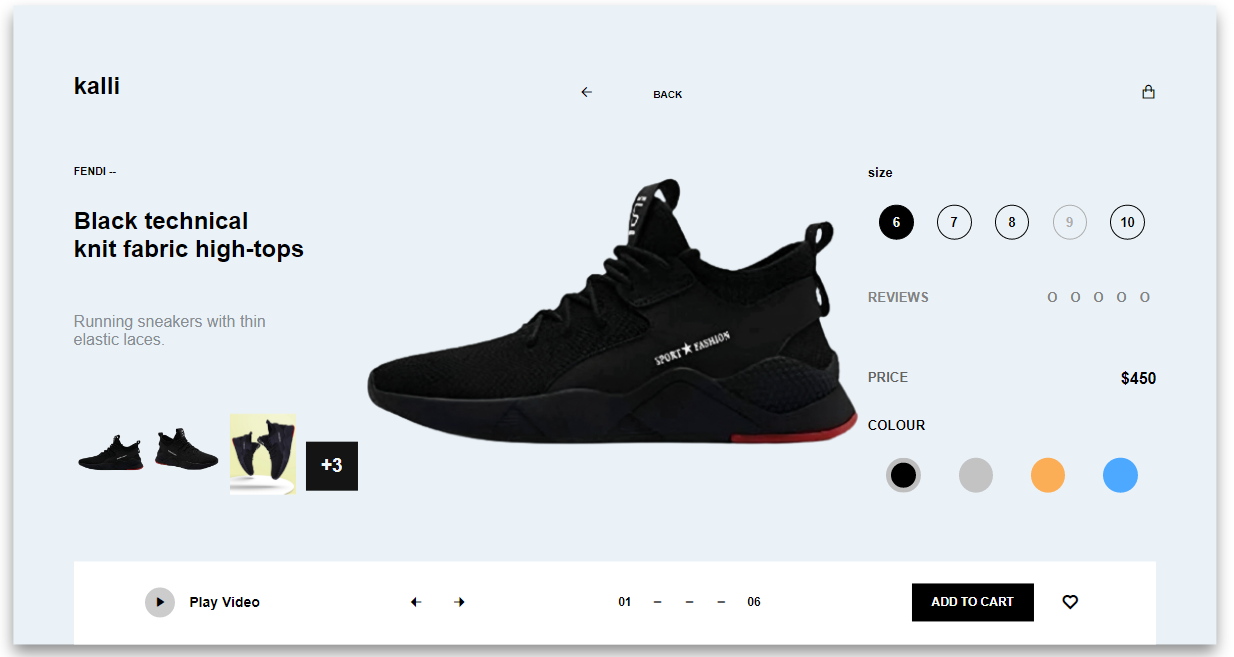 kalli
BACK
FENDI --
Black technical
knit fabric high-tops
Running sneakers with thin
elastic laces.
+3
SPORT★FASHION
size
6 7 8 9 10
REVIEWS O O O O O
PRICE $450
COLOUR
Play Video
01 – – – 06
ADD TO CART